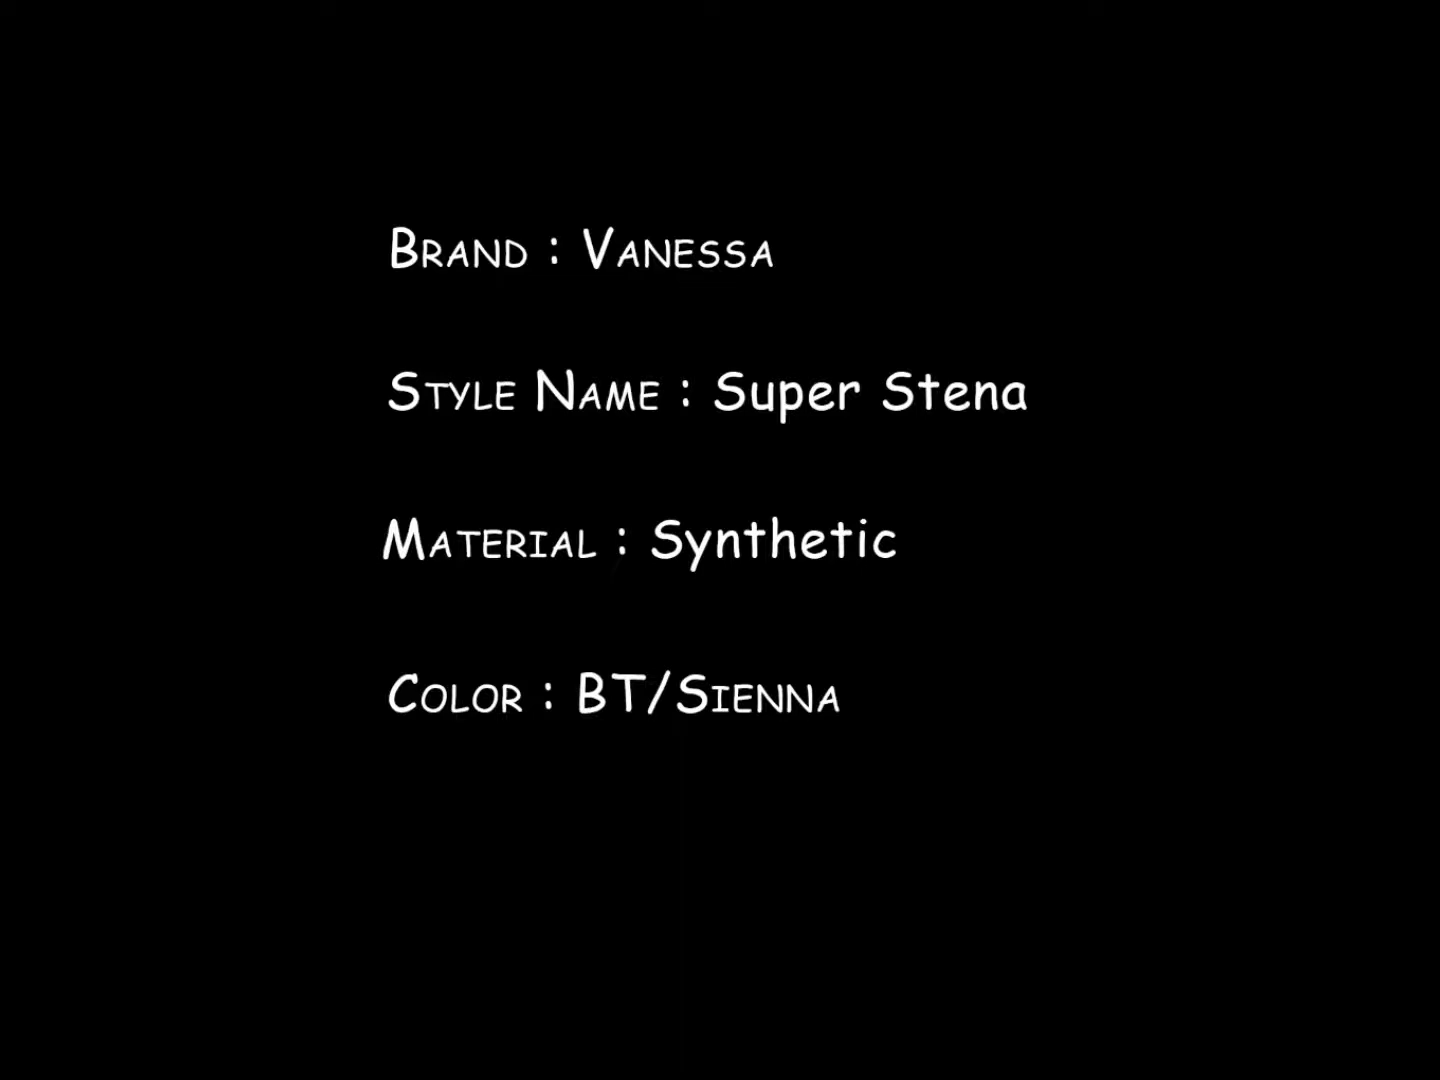 Brand : Vanessa
Style Name : Super Stena
Material : Synthetic
Color : BT/Sienna